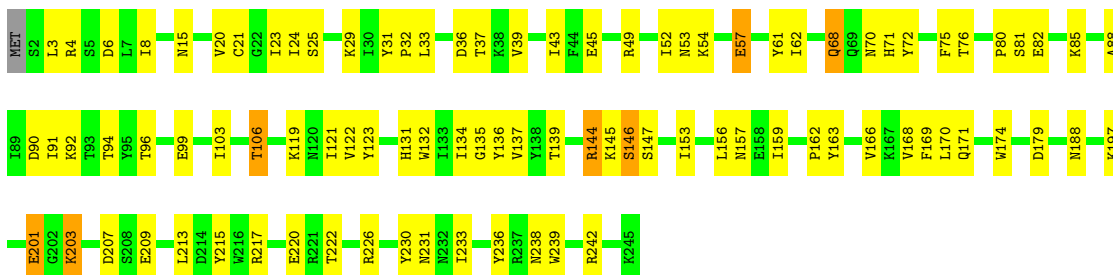 MET S2 L3 R4 S5 D6 L7 I8 N15 V20 C21 G22 I23 I24 S25 K29 I30 Y31 P32 L33 D36 T37 K38 V39 I43 F44 E45 R49 I52 N53 K54 E57 Y61 I62 Q68 Q69 N70 H71 Y72 F75 T76 P80 S81 E82 K85 A88
I89 D90 I91 K92 T93 T94 Y95 T96 E99 I103 T106 K119 N120 I121 V122 Y123 H131 W132 I133 I134 G135 Y136 V137 Y138 T139 R144 K145 S146 S147 I153 L156 N157 E158 I159 P162 Y163 V166 K167 V168 F169 L170 Q171 W174 D179 N188 K197
E201 G202 K203 D207 S208 E209 L213 D214 Y215 W216 R217 E220 R221 T222 R226 Y230 N231 N232 I233 Y236 R237 N238 W239 R242 K245